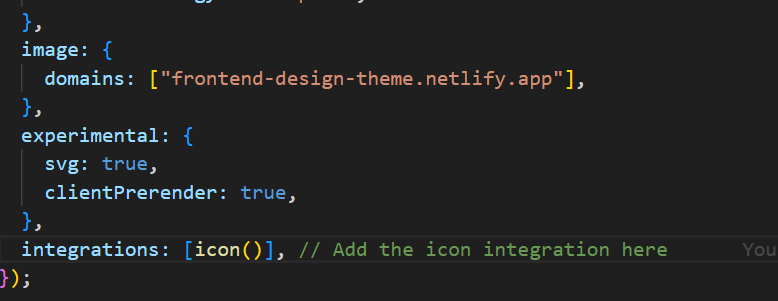 },
image: {
domains: ["frontend-design-theme.netlify.app"],
},
experimental: {
svg: true,
clientPrerender: true,
},
integrations: [icon()], // Add the icon integration here You
});